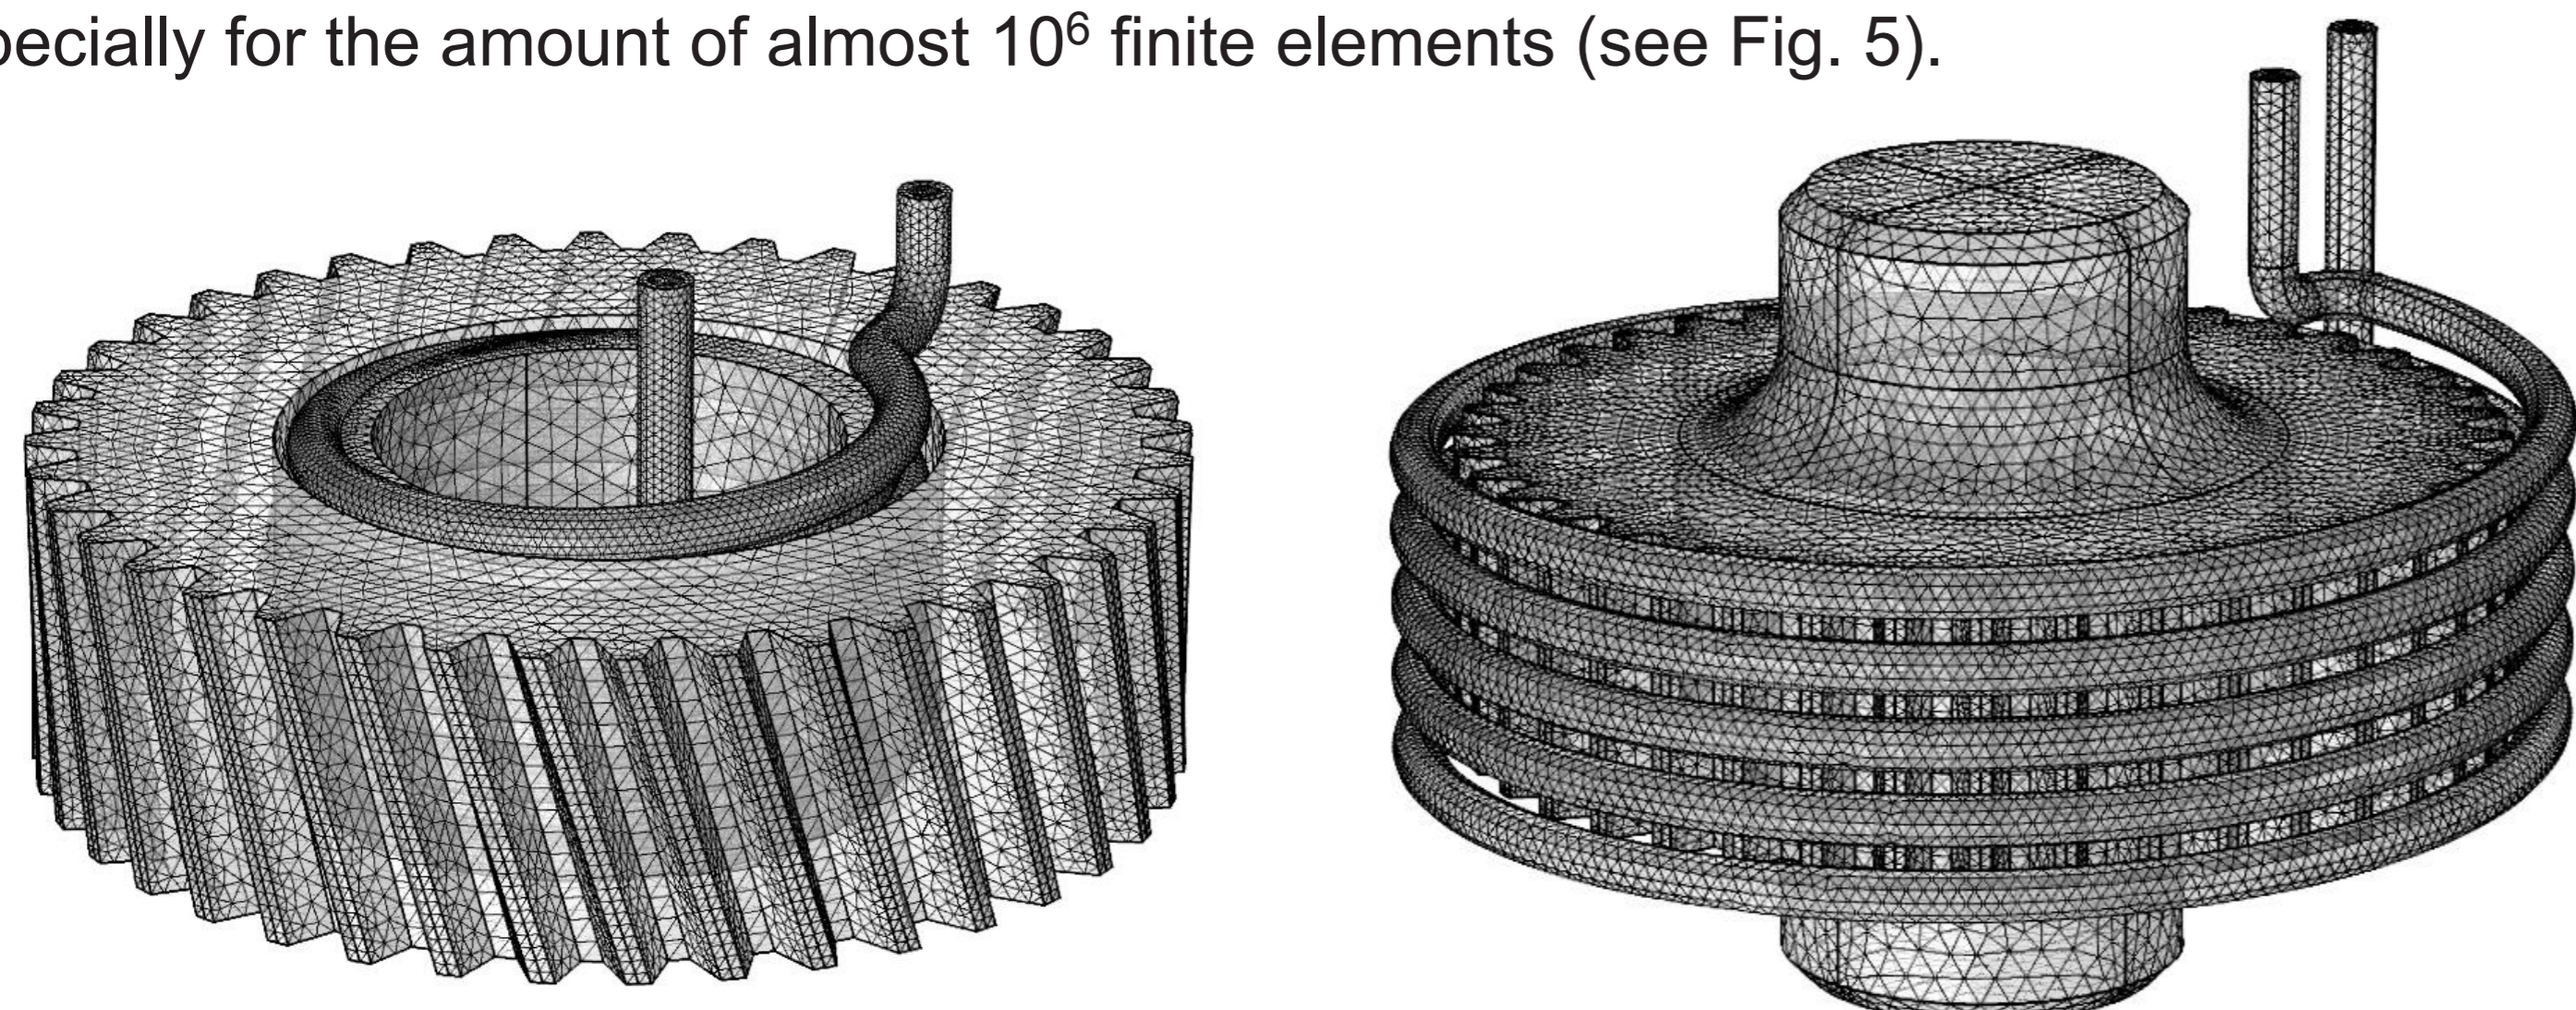 pecially for the amount of almost 10⁶ finite elements (see Fig. 5).